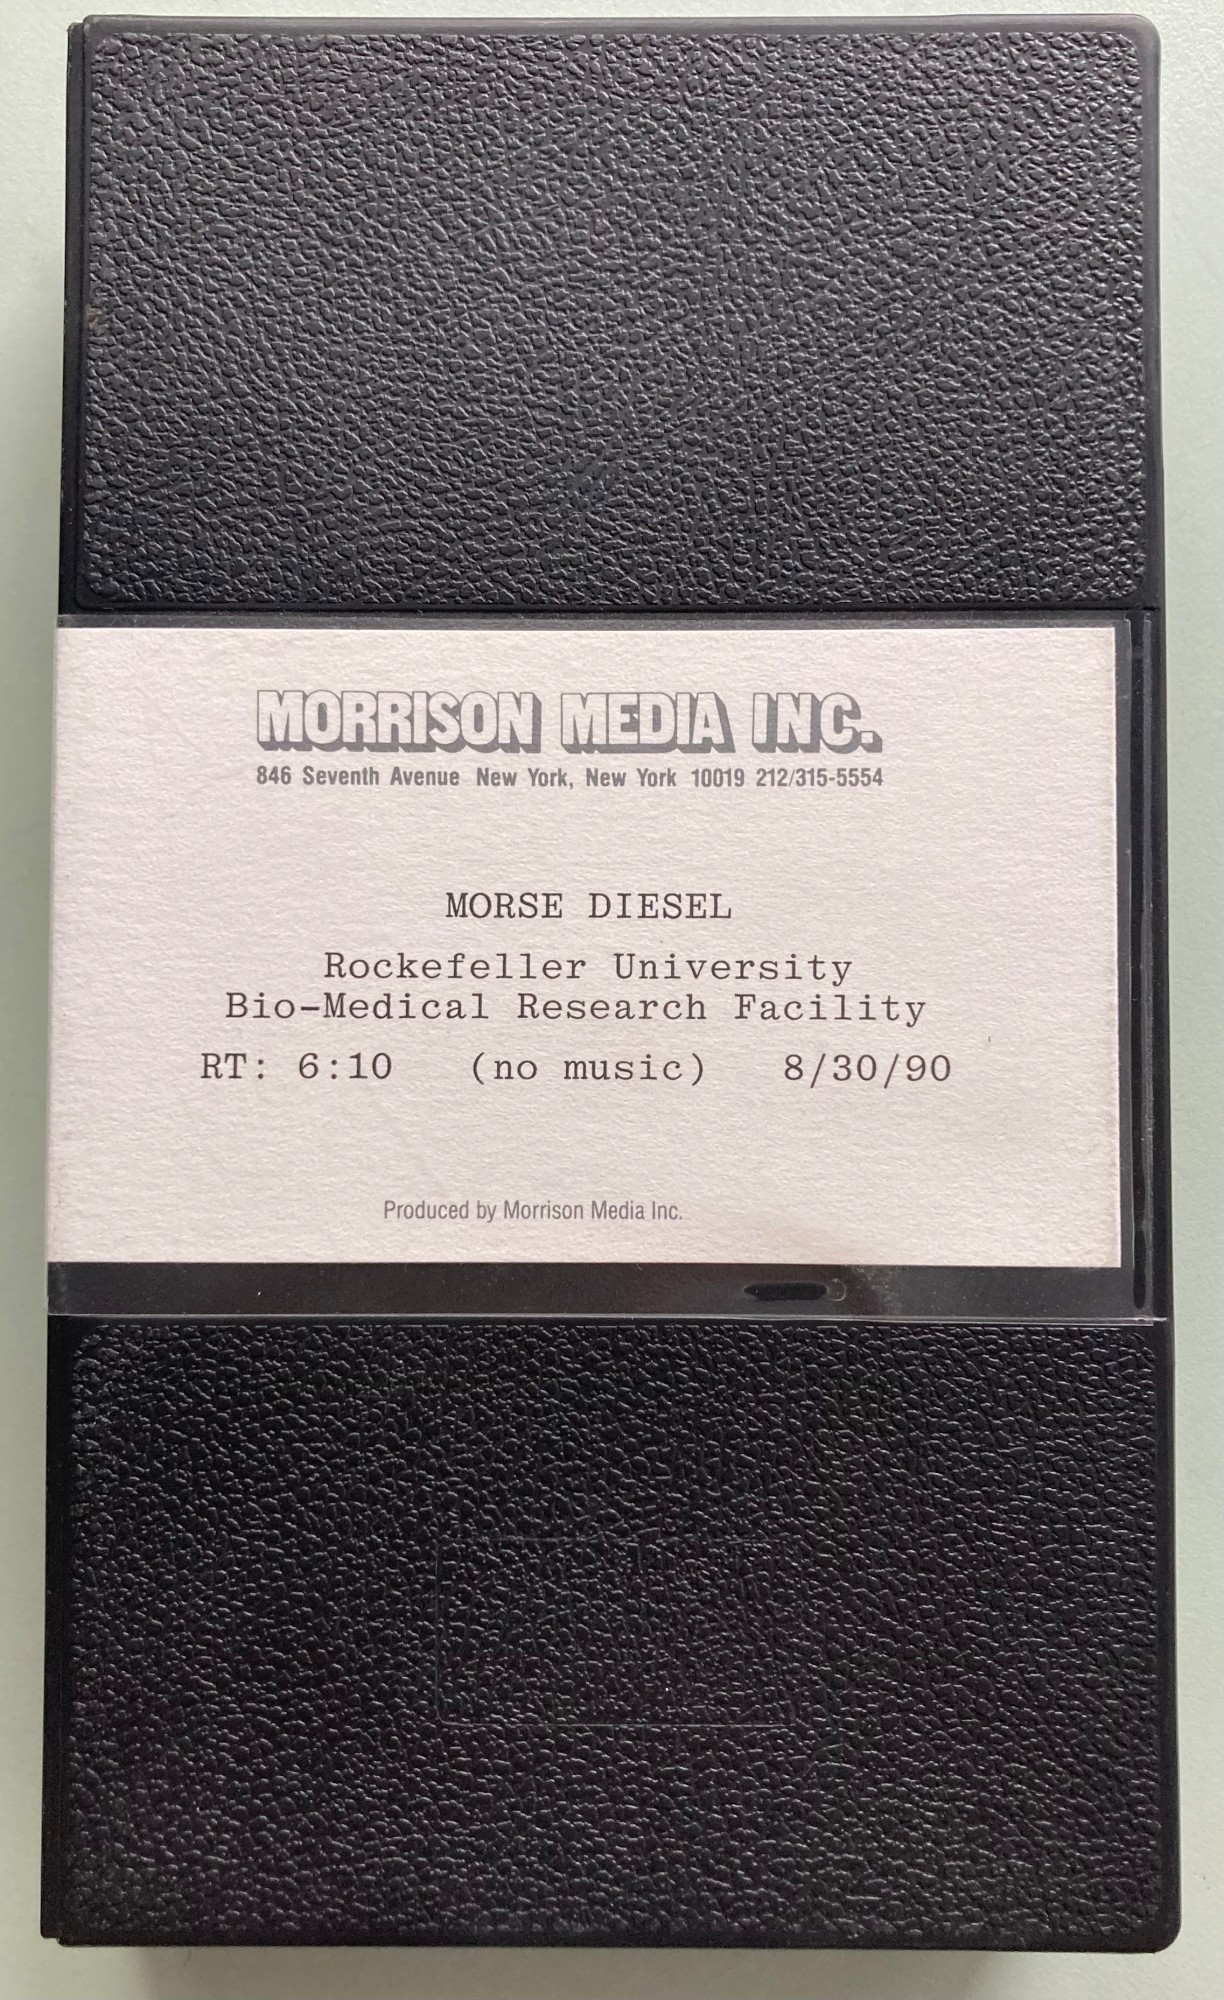 MORRISON MEDIA INC.
846 Seventh Avenue New York, New York 10019 212/315-5554
MORSE DIESEL
Rockefeller University
Bio-Medical Research Facility
RT: 6:10 (no music) 8/30/90
Produced by Morrison Media Inc.